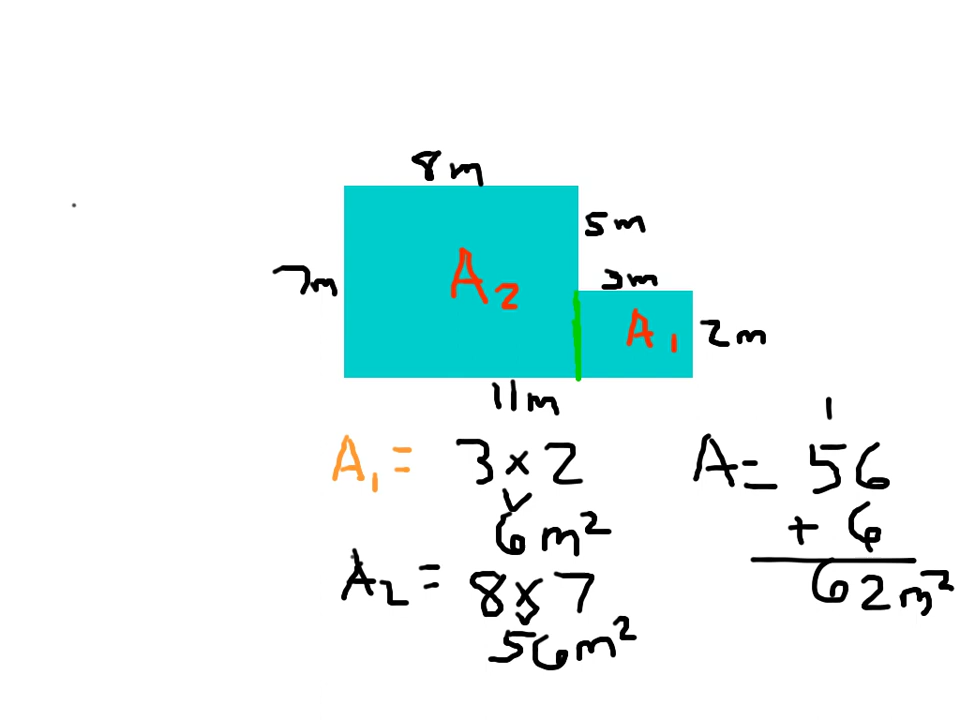 8m
5m
7m
A2
3m
A1
2m
11m
A1 = 3 × 2
6m²
A2 = 8 × 7
56m²
1
A = 56
+ 6
62m²